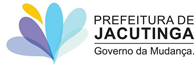 PREFEITURA DE
JACUTINGA
Governo da Mudança.